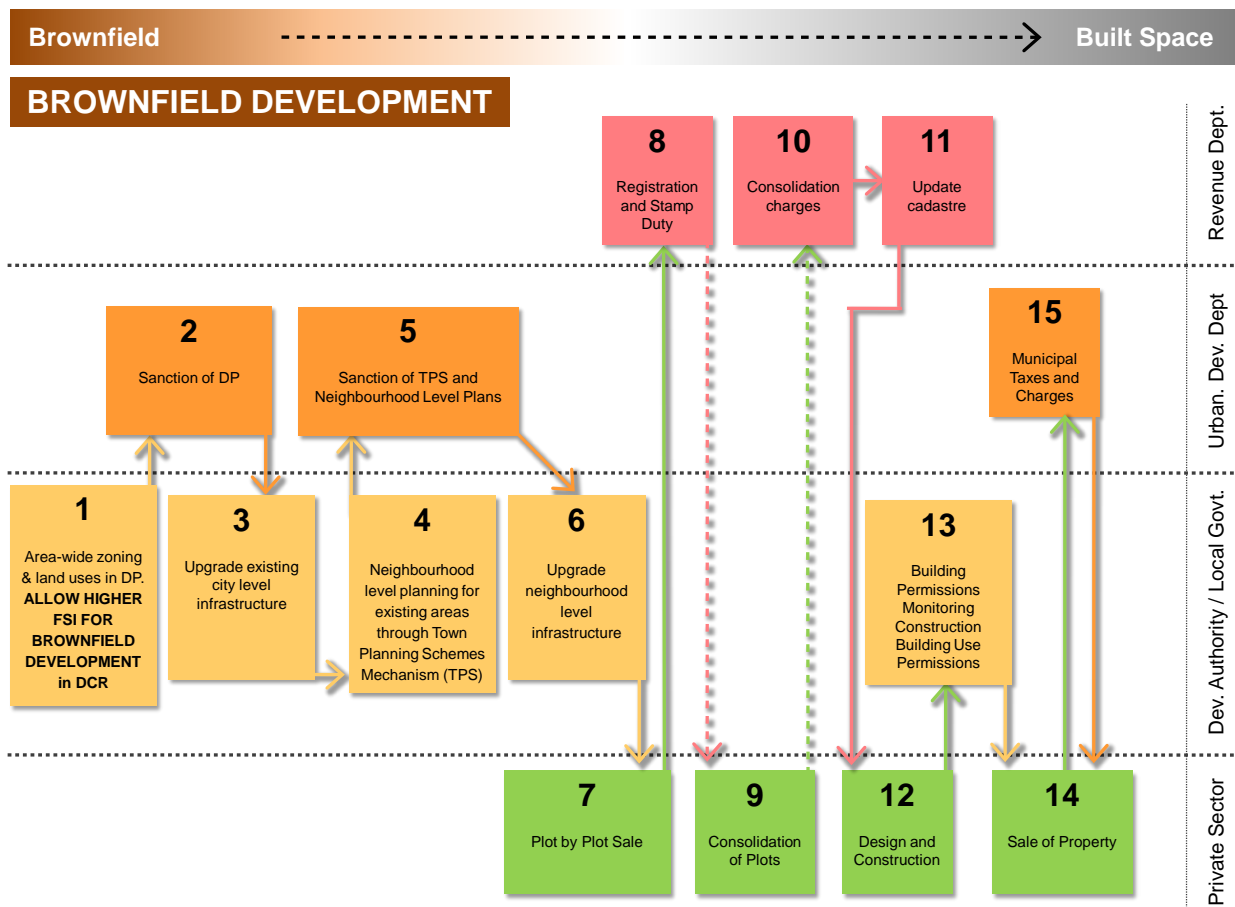 Brownfield
Built Space
BROWNFIELD DEVELOPMENT
Revenue Dept.
8
Registration
and Stamp
Duty
10
Consolidation
charges
11
Update
cadastre
Urban. Dev. Dept
2
Sanction of DP
5
Sanction of TPS and
Neighbourhood Level Plans
15
Municipal
Taxes and
Charges
Dev. Authority / Local Govt.
1
Area-wide zoning
& land uses in DP.
ALLOW HIGHER
FSI FOR
BROWNFIELD
DEVELOPMENT
in DCR
3
Upgrade existing
city level
infrastructure
4
Neighbourhood
level planning for
existing areas
through Town
Planning Schemes
Mechanism (TPS)
6
Upgrade
neighbourhood
level
infrastructure
13
Building
Permissions
Monitoring
Construction
Building Use
Permissions
Private Sector
7
Plot by Plot Sale
9
Consolidation
of Plots
12
Design and
Construction
14
Sale of Property